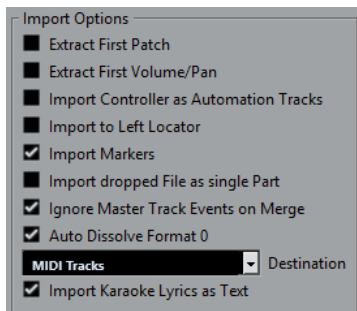 Import Options
Extract First Patch
Extract First Volume/Pan
Import Controller as Automation Tracks
Import to Left Locator
Import Markers
Import dropped File as single Part
Ignore Master Track Events on Merge
Auto Dissolve Format 0
MIDI Tracks Destination
Import Karaoke Lyrics as Text